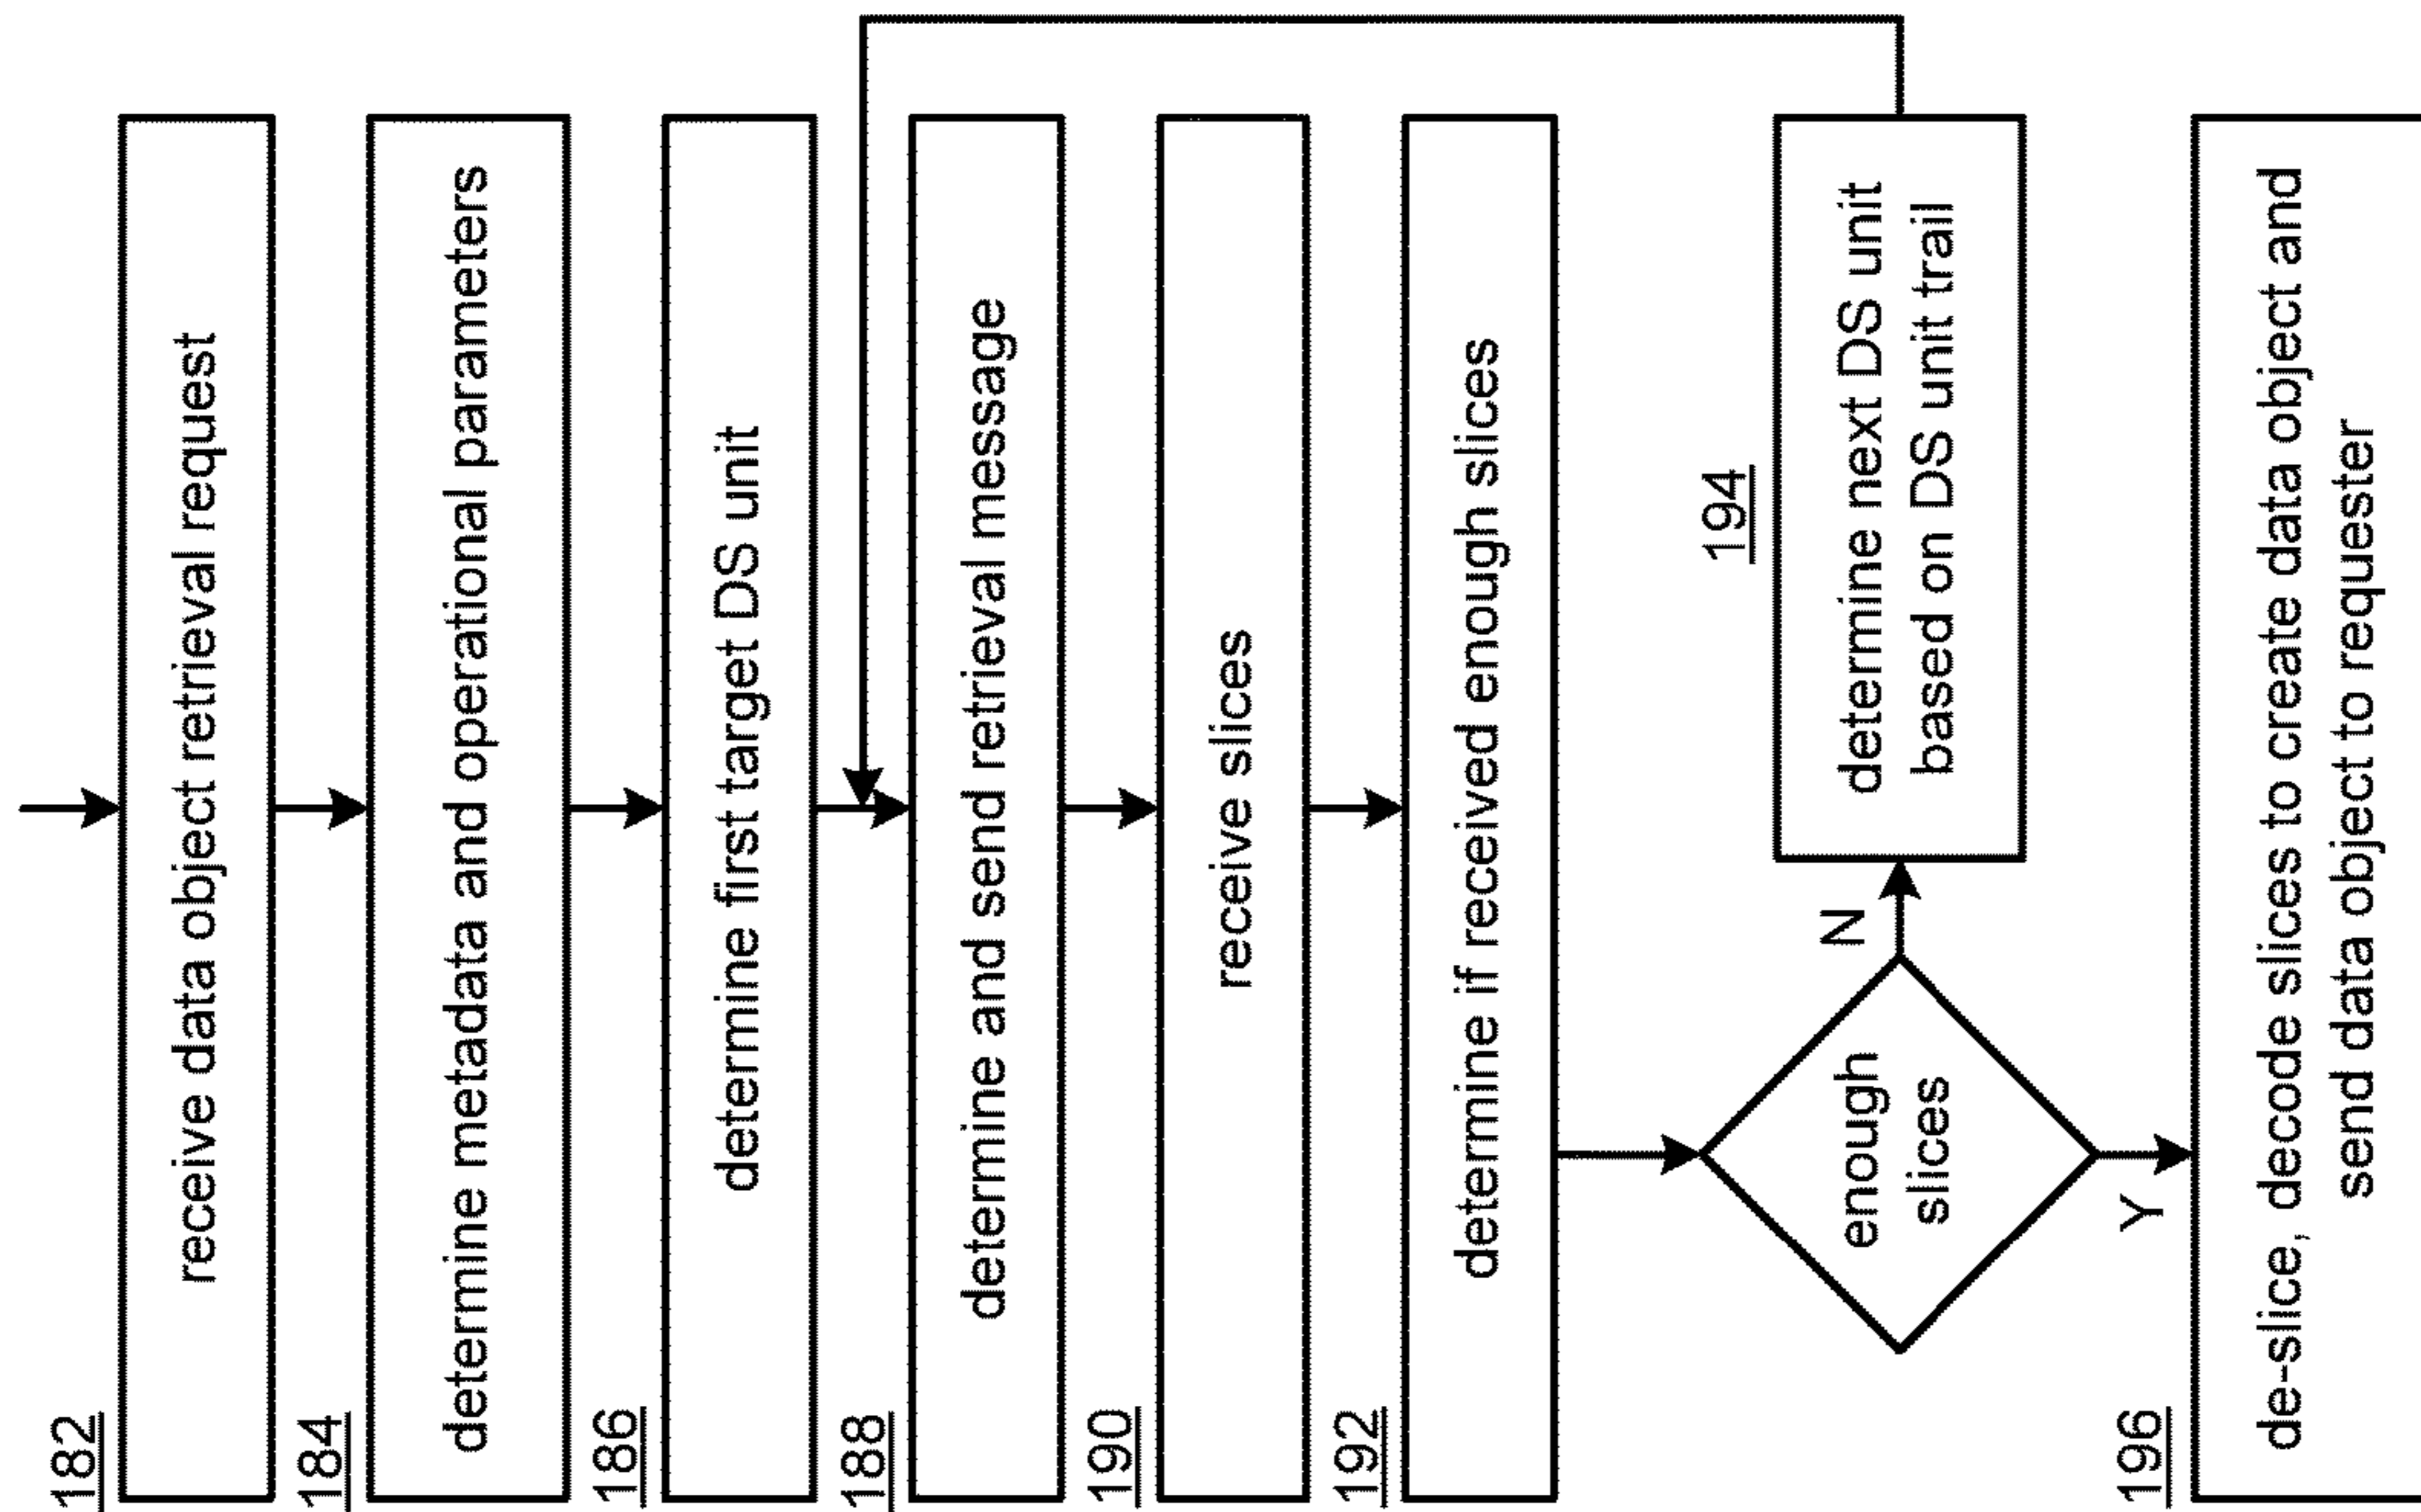 182
receive data object retrieval request
184
determine metadata and operational parameters
186
determine first target DS unit
188
determine and send retrieval message
190
receive slices
192
determine if received enough slices
enough
slices
N
194
determine next DS unit
based on DS unit trail
Y
196
de-slice, decode slices to create data object and
send data object to requester